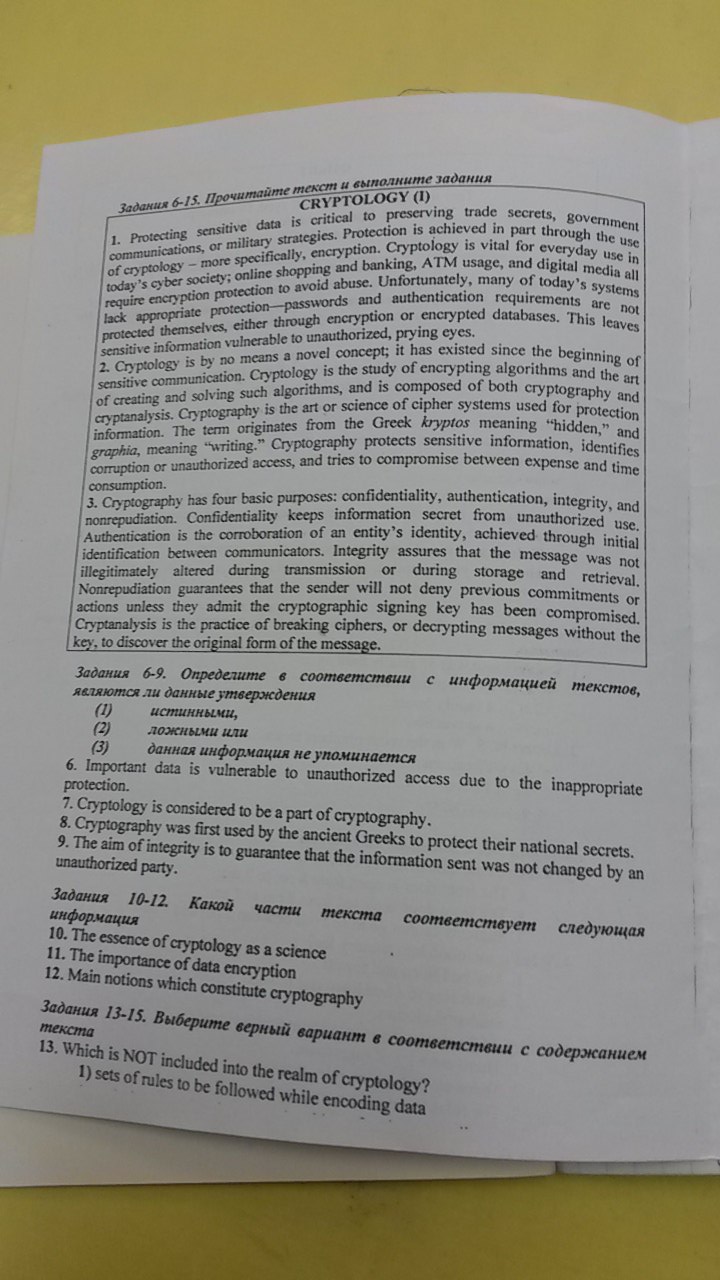 Задания 6-15. Прочитайте текст и выполните задания
CRYPTOLOGY (I)
1. Protecting sensitive data is critical to preserving trade secrets, government
communications, or military strategies. Protection is achieved in part through the use
of cryptology – more specifically, encryption. Cryptology is vital for everyday use in
today's cyber society; online shopping and banking, ATM usage, and digital media all
require encryption protection to avoid abuse. Unfortunately, many of today's systems
lack appropriate protection—passwords and authentication requirements are not
protected themselves, either through encryption or encrypted databases. This leaves
sensitive information vulnerable to unauthorized, prying eyes.
2. Cryptology is by no means a novel concept; it has existed since the beginning of
sensitive communication. Cryptology is the study of encrypting algorithms and the art
of creating and solving such algorithms, and is composed of both cryptography and
cryptanalysis. Cryptography is the art or science of cipher systems used for protection
information. The term originates from the Greek kryptos meaning "hidden," and
graphia, meaning "writing." Cryptography protects sensitive information, identifies
corruption or unauthorized access, and tries to compromise between expense and time
consumption.
3. Cryptography has four basic purposes: confidentiality, authentication, integrity, and
nonrepudiation. Confidentiality keeps information secret from unauthorized use.
Authentication is the corroboration of an entity's identity, achieved through initial
identification between communicators. Integrity assures that the message was not
illegitimately altered during transmission or during storage and retrieval.
Nonrepudiation guarantees that the sender will not deny previous commitments or
actions unless they admit the cryptographic signing key has been compromised.
Cryptanalysis is the practice of breaking ciphers, or decrypting messages without the
key, to discover the original form of the message.
Задания 6-9. Определите в соответствии с информацией текстов,
являются ли данные утверждения
(1) истинными,
(2) ложными или
(3) данная информация не упоминается
6. Important data is vulnerable to unauthorized access due to the inappropriate
protection.
7. Cryptology is considered to be a part of cryptography.
8. Cryptography was first used by the ancient Greeks to protect their national secrets.
9. The aim of integrity is to guarantee that the information sent was not changed by an
unauthorized party.
Задания 10-12. Какой части текста соответствует следующая
информация
10. The essence of cryptology as a science
11. The importance of data encryption
12. Main notions which constitute cryptography
Задания 13-15. Выберите верный вариант в соответствии с содержанием
текста
13. Which is NOT included into the realm of cryptology?
1) sets of rules to be followed while encoding data